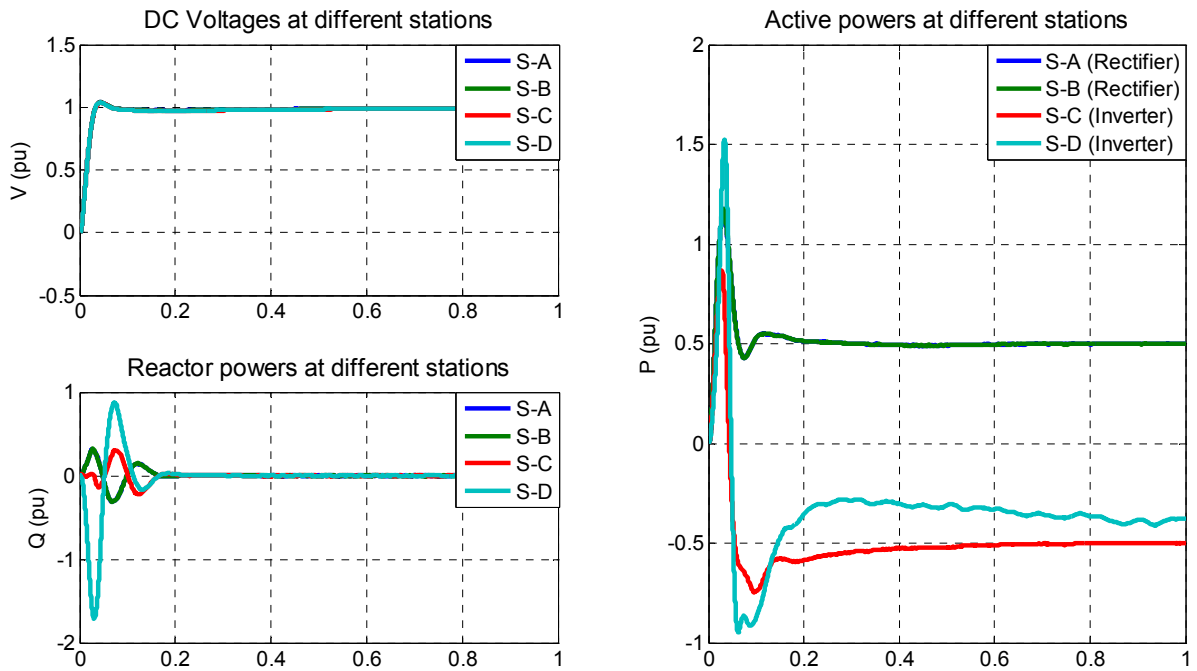 DC Voltages at different stations
1.5
1
0.5
0
-0.5
V (pu)
0 0.2 0.4 0.6 0.8 1
S-A
S-B
S-C
S-D
Reactor powers at different stations
1
0
-1
-2
Q (pu)
0 0.2 0.4 0.6 0.8 1
S-A
S-B
S-C
S-D
Active powers at different stations
2
1.5
1
0.5
0
-0.5
-1
P (pu)
0 0.2 0.4 0.6 0.8 1
S-A (Rectifier)
S-B (Rectifier)
S-C (Inverter)
S-D (Inverter)